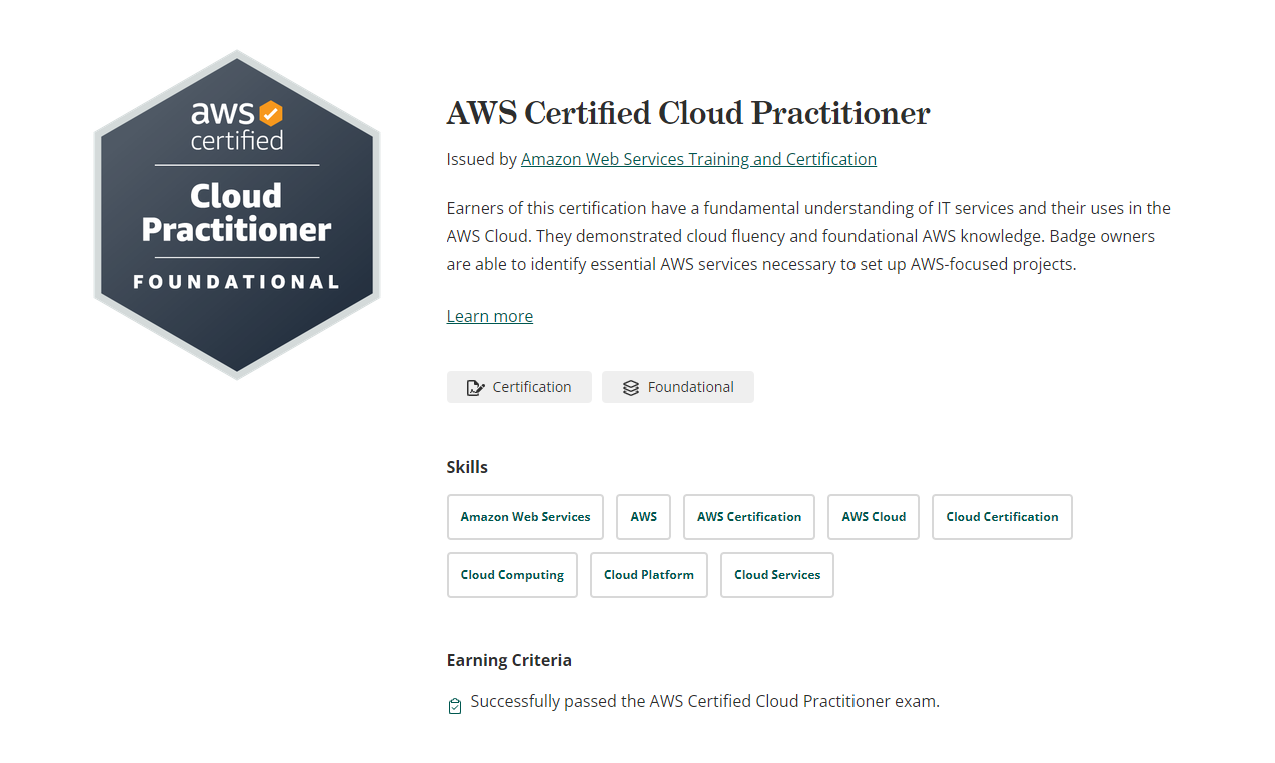 aws
certified
Cloud
Practitioner
FOUNDATIONAL
AWS Certified Cloud Practitioner
Issued by Amazon Web Services Training and Certification
Earners of this certification have a fundamental understanding of IT services and their uses in the
AWS Cloud. They demonstrated cloud fluency and foundational AWS knowledge. Badge owners
are able to identify essential AWS services necessary to set up AWS-focused projects.
Learn more
Certification Foundational
Skills
Amazon Web Services AWS AWS Certification AWS Cloud Cloud Certification
Cloud Computing Cloud Platform Cloud Services
Earning Criteria
Successfully passed the AWS Certified Cloud Practitioner exam.